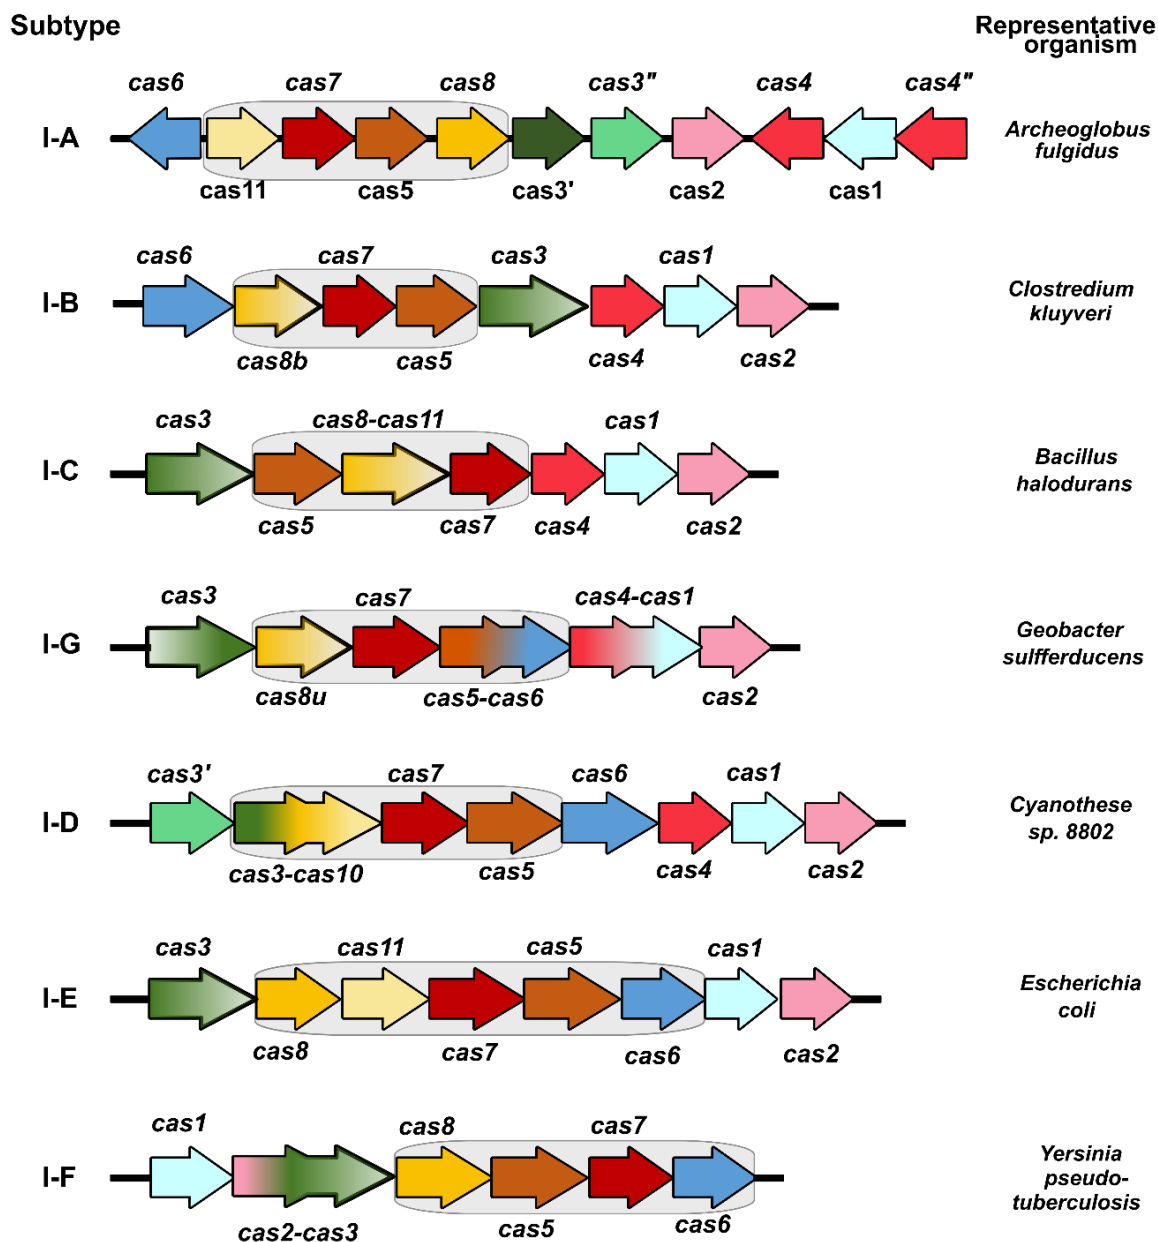 Subtype
Representative
organism
cas6 cas7 cas8 cas3" cas4 cas4"
I-A
Archeoglobus
fulgidus
cas11 cas5 cas3' cas2 cas1
cas6 cas7 cas3 cas1
I-B
Clostredium
kluyveri
cas8b cas5 cas4 cas2
cas3 cas8-cas11 cas1
I-C
Bacillus
halodurans
cas5 cas7 cas4 cas2
cas3 cas7 cas4-cas1
I-G
Geobacter
sulfferducens
cas8u cas5-cas6 cas2
cas3' cas7 cas6 cas1
I-D
Cyanothese
sp. 8802
cas3-cas10 cas5 cas4 cas2
cas3 cas11 cas5 cas1
I-E
Escherichia
coli
cas8 cas7 cas6 cas2
cas1 cas8 cas7
I-F
Yersinia
pseudo-
tuberculosis
cas2-cas3 cas5 cas6